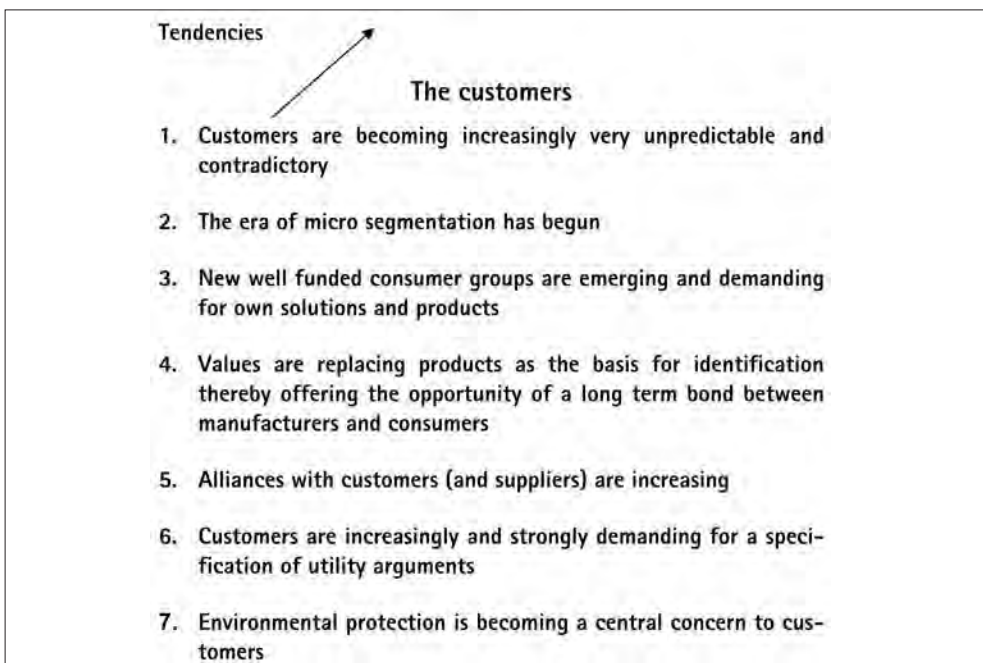 Tendencies
The customers
1. Customers are becoming increasingly very unpredictable and
contradictory
2. The era of micro segmentation has begun
3. New well funded consumer groups are emerging and demanding
for own solutions and products
4. Values are replacing products as the basis for identification
thereby offering the opportunity of a long term bond between
manufacturers and consumers
5. Alliances with customers (and suppliers) are increasing
6. Customers are increasingly and strongly demanding for a speci-
fication of utility arguments
7. Environmental protection is becoming a central concern to cus-
tomers